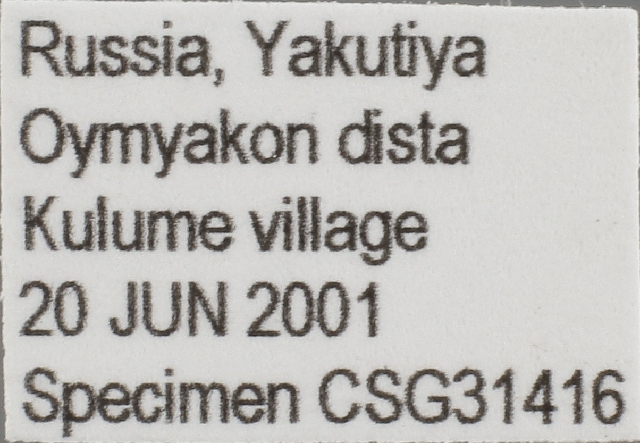 Russia, Yakutiya
Oymyakon dista
Kulume village
20 JUN 2001
Specimen CSG31416